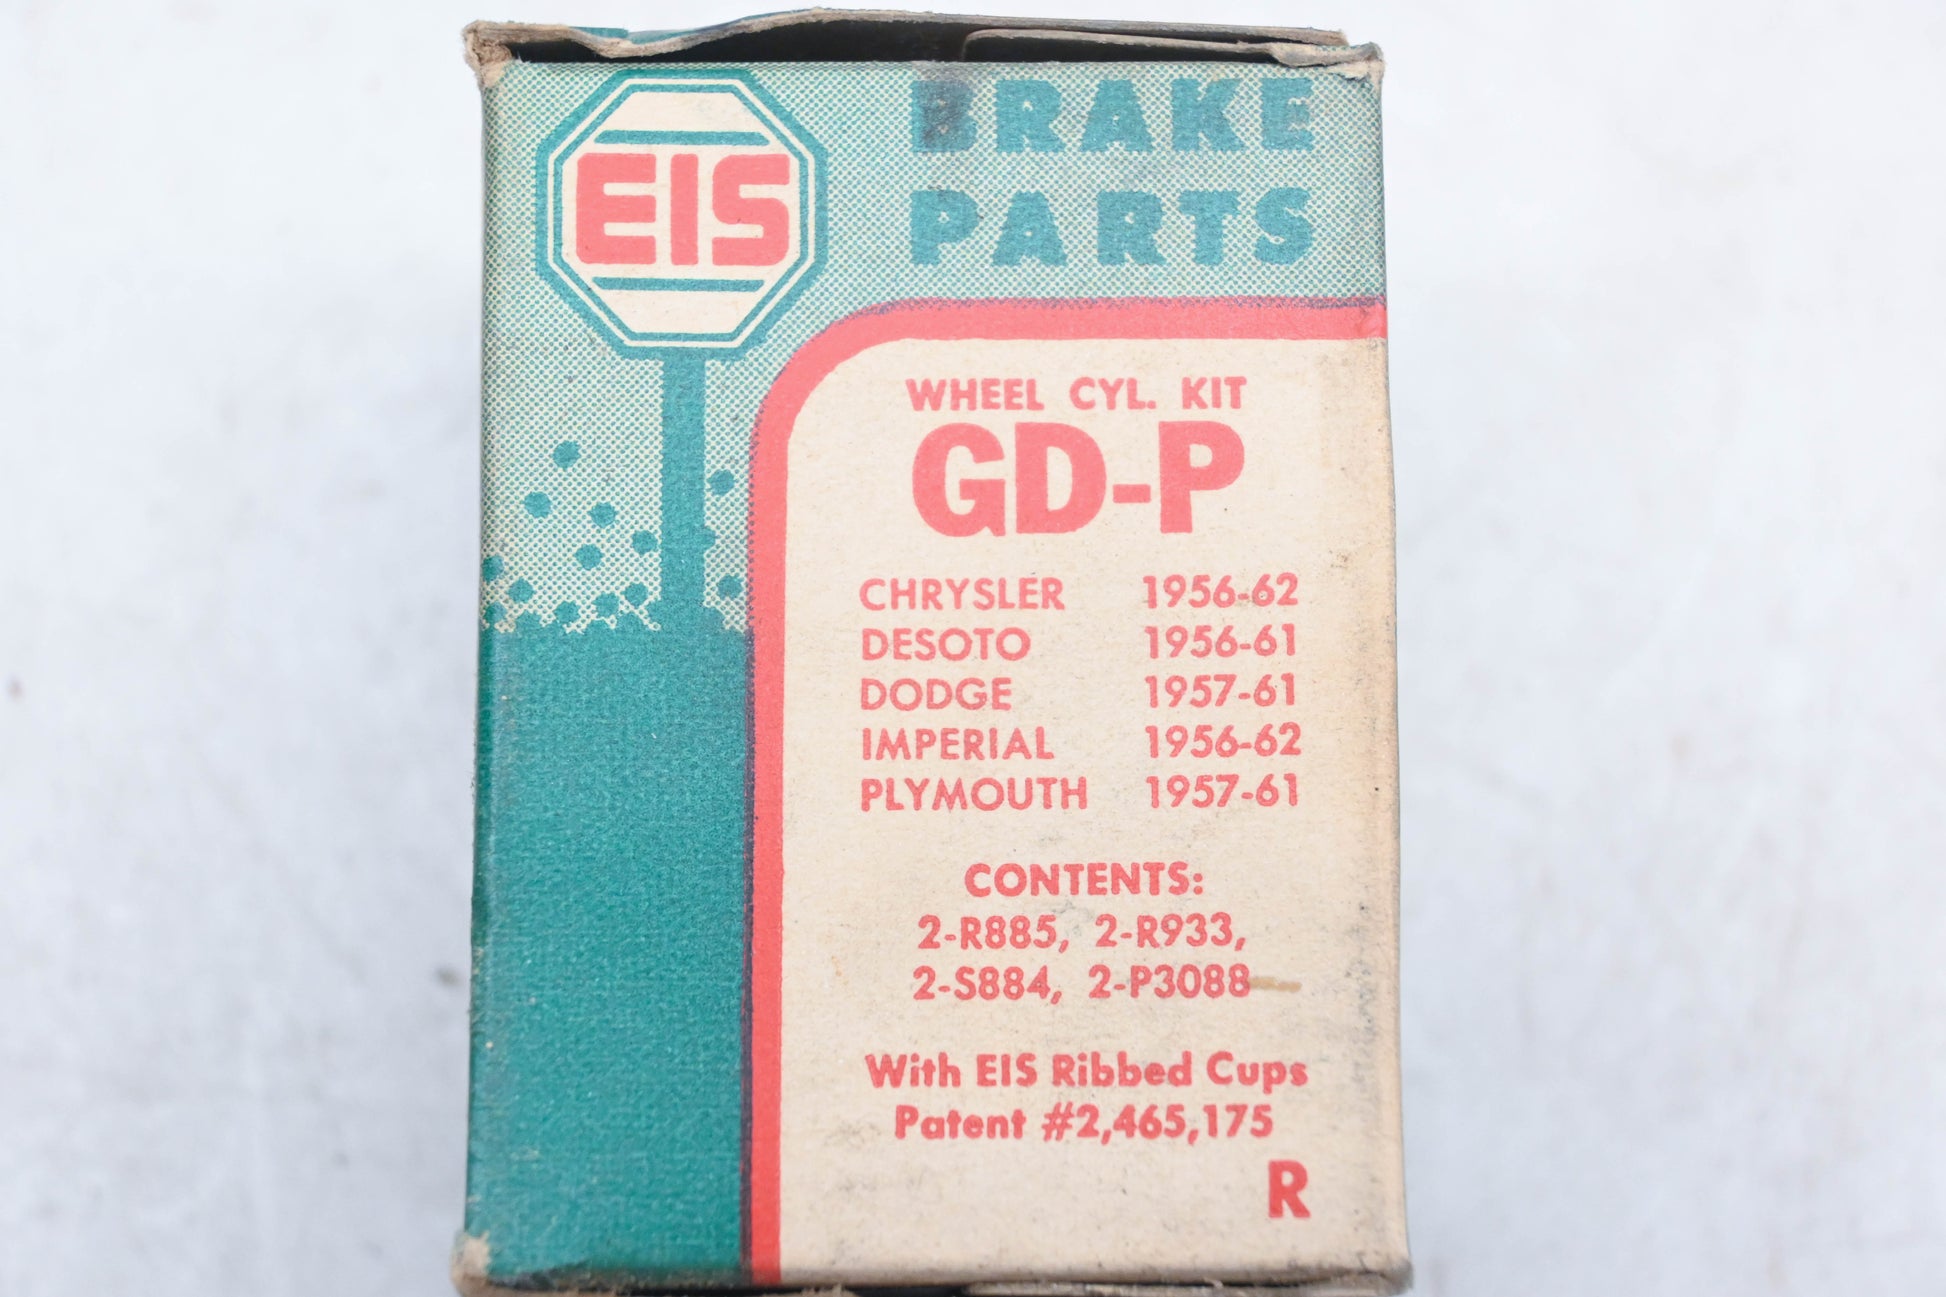 EIS
BRAKE
PARTS
WHEEL CYL. KIT
GD-P
CHRYSLER 1956-62
DESOTO 1956-61
DODGE 1957-61
IMPERIAL 1956-62
PLYMOUTH 1957-61
CONTENTS:
2-R885, 2-R933,
2-S884, 2-P3088
With EIS Ribbed Cups
Patent #2,465,175
R